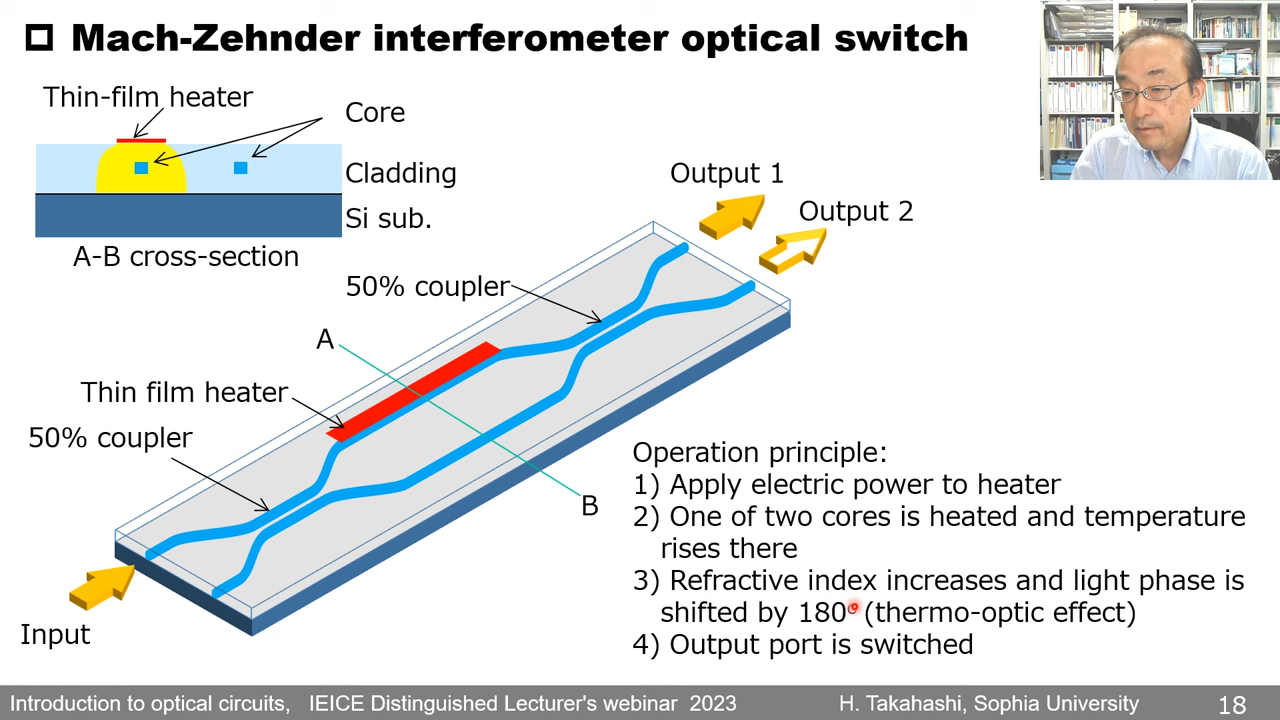 Mach-Zehnder interferometer optical switch
Thin-film heater
Core
Cladding
Si sub.
A-B cross-section
Output 1
Output 2
50% coupler
A
Thin film heater
50% coupler
B
Input
Operation principle:
1) Apply electric power to heater
2) One of two cores is heated and temperature
rises there
3) Refractive index increases and light phase is
shifted by 180° (thermo-optic effect)
4) Output port is switched
Introduction to optical circuits, IEICE Distinguished Lecturer's webinar 2023
H. Takahashi, Sophia University
18